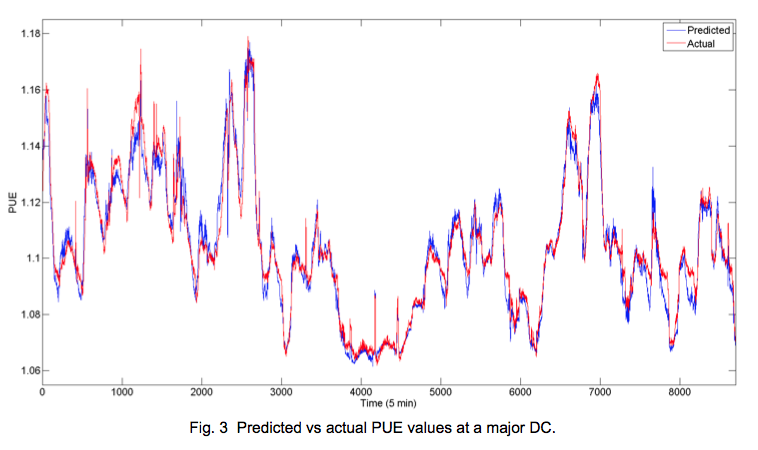 1.18
Predicted
Actual
1.16
1.14
1.12
PUE
1.1
1.08
1.06
0 1000 2000 3000 4000 5000 6000 7000 8000
Time (5 min)
Fig. 3 Predicted vs actual PUE values at a major DC.